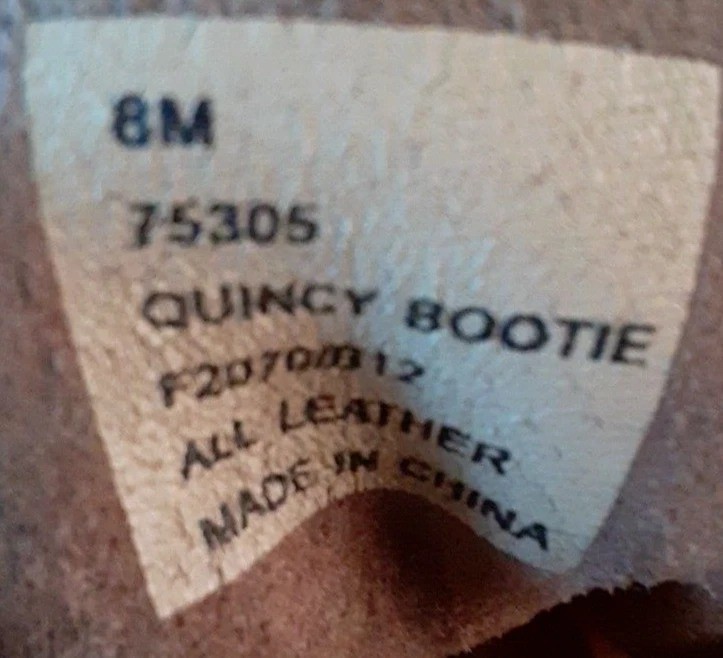 8M
75305
QUINCY BOOTIE
ALL LEATHER
MADE IN CHINA